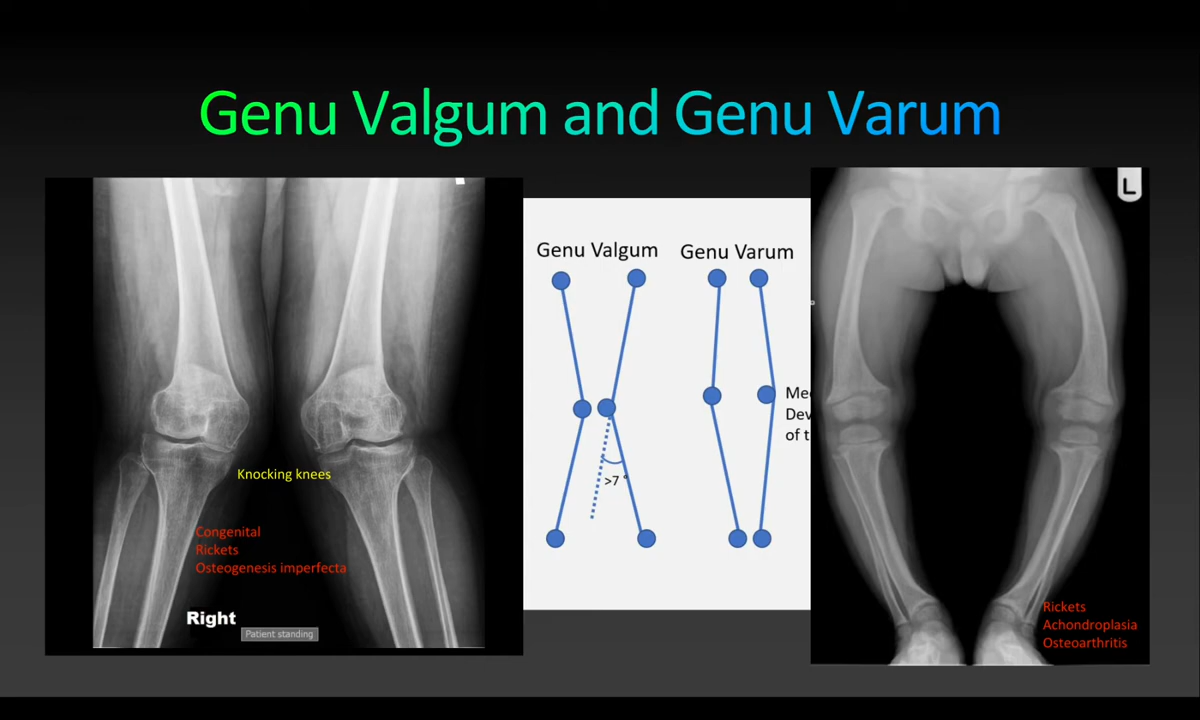 Genu Valgum and Genu Varum
Knocking knees
Congenital
Rickets
Osteogenesis imperfecta
Right
Patient standing
Genu Valgum
Genu Varum
>7 °
L
Rickets
Achondroplasia
Osteoarthritis